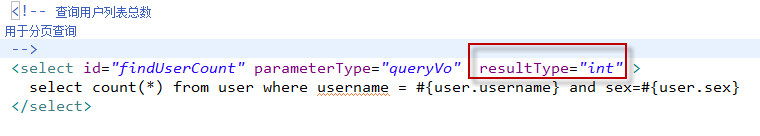 <!-- 查询用户列表总数
用于分页查询
-->
<select id="findUserCount" parameterType="queryVo" resultType="int" >
select count(*) from user where username = #{user.username} and sex=#{user.sex}
</select>